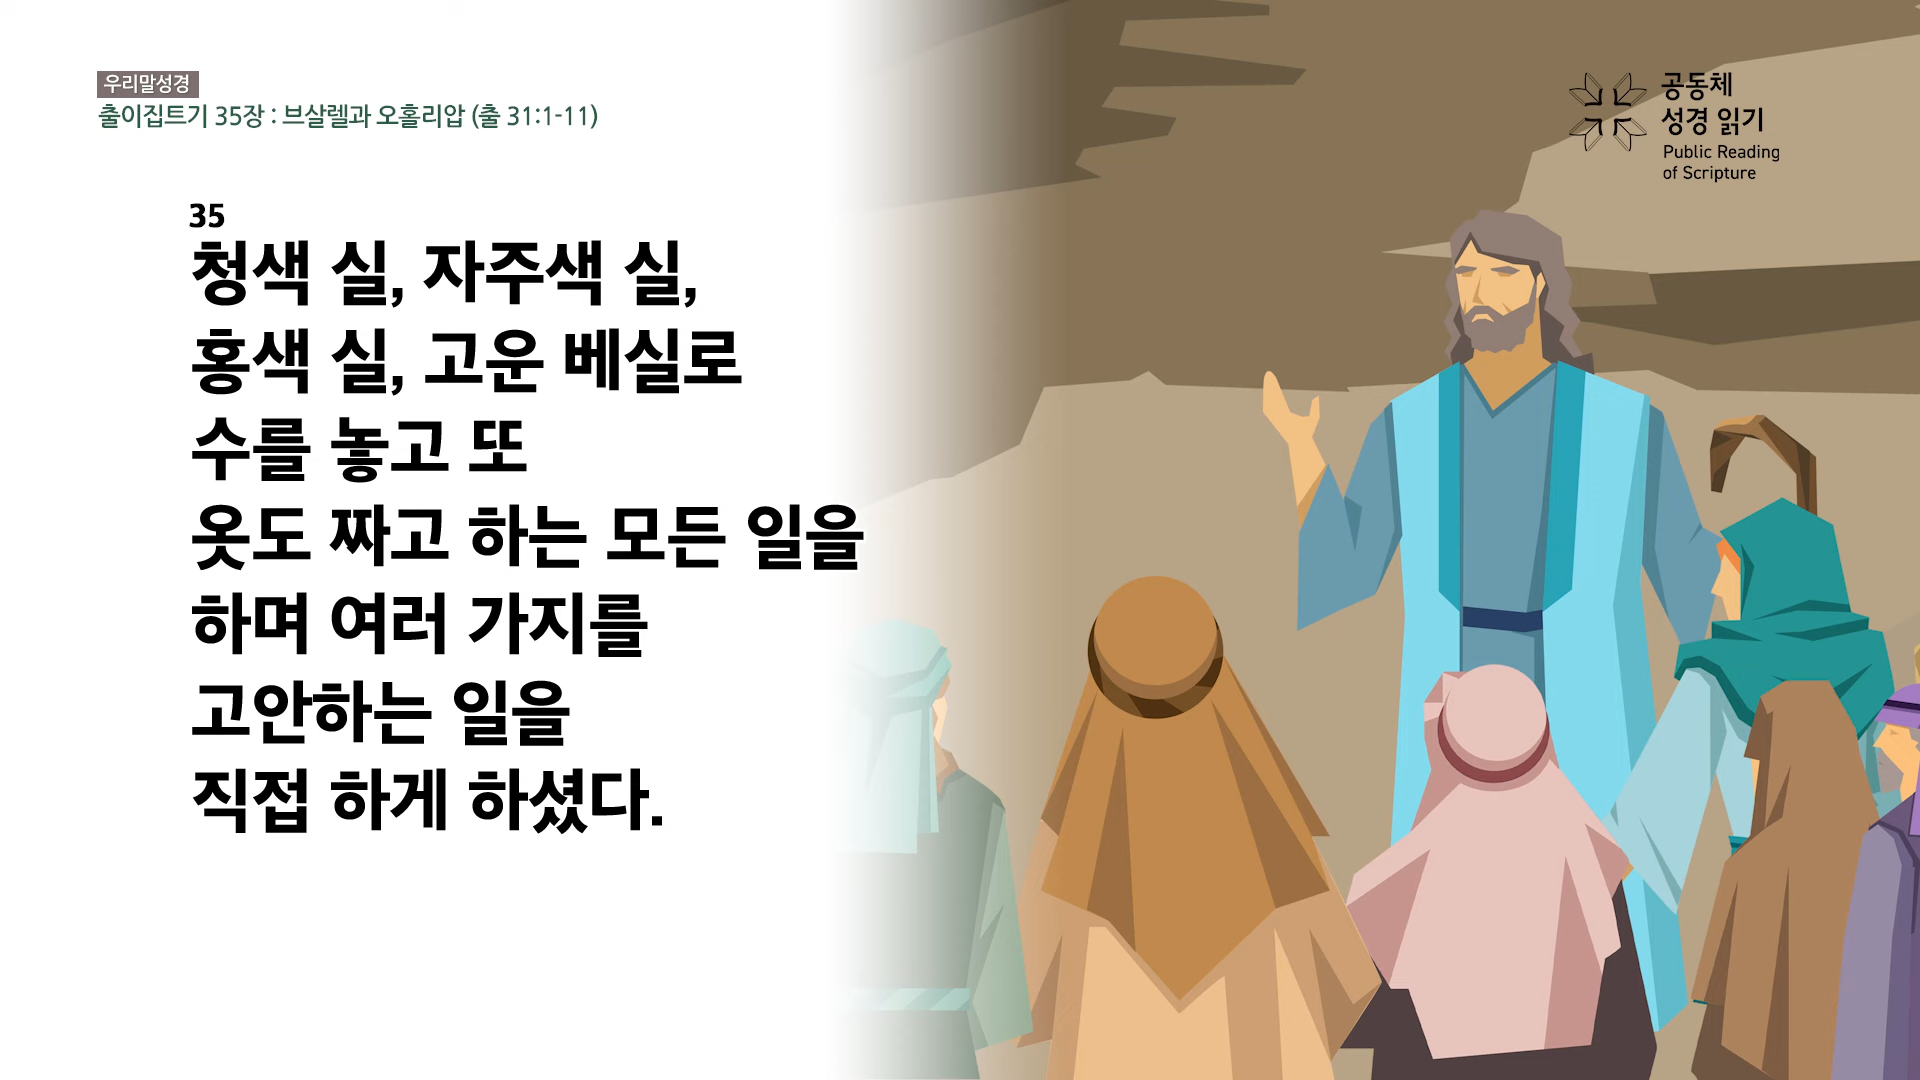 우리말성경
출이집트기 35장 : 브살렐과 오홀리압 (출 31:1-11)
공동체
성경 읽기
Public Reading
of Scripture
35
청색 실, 자주색 실,
홍색 실, 고운 베실로
수를 놓고 또
옷도 짜고 하는 모든 일을
하며 여러 가지를
고안하는 일을
직접 하게 하셨다.